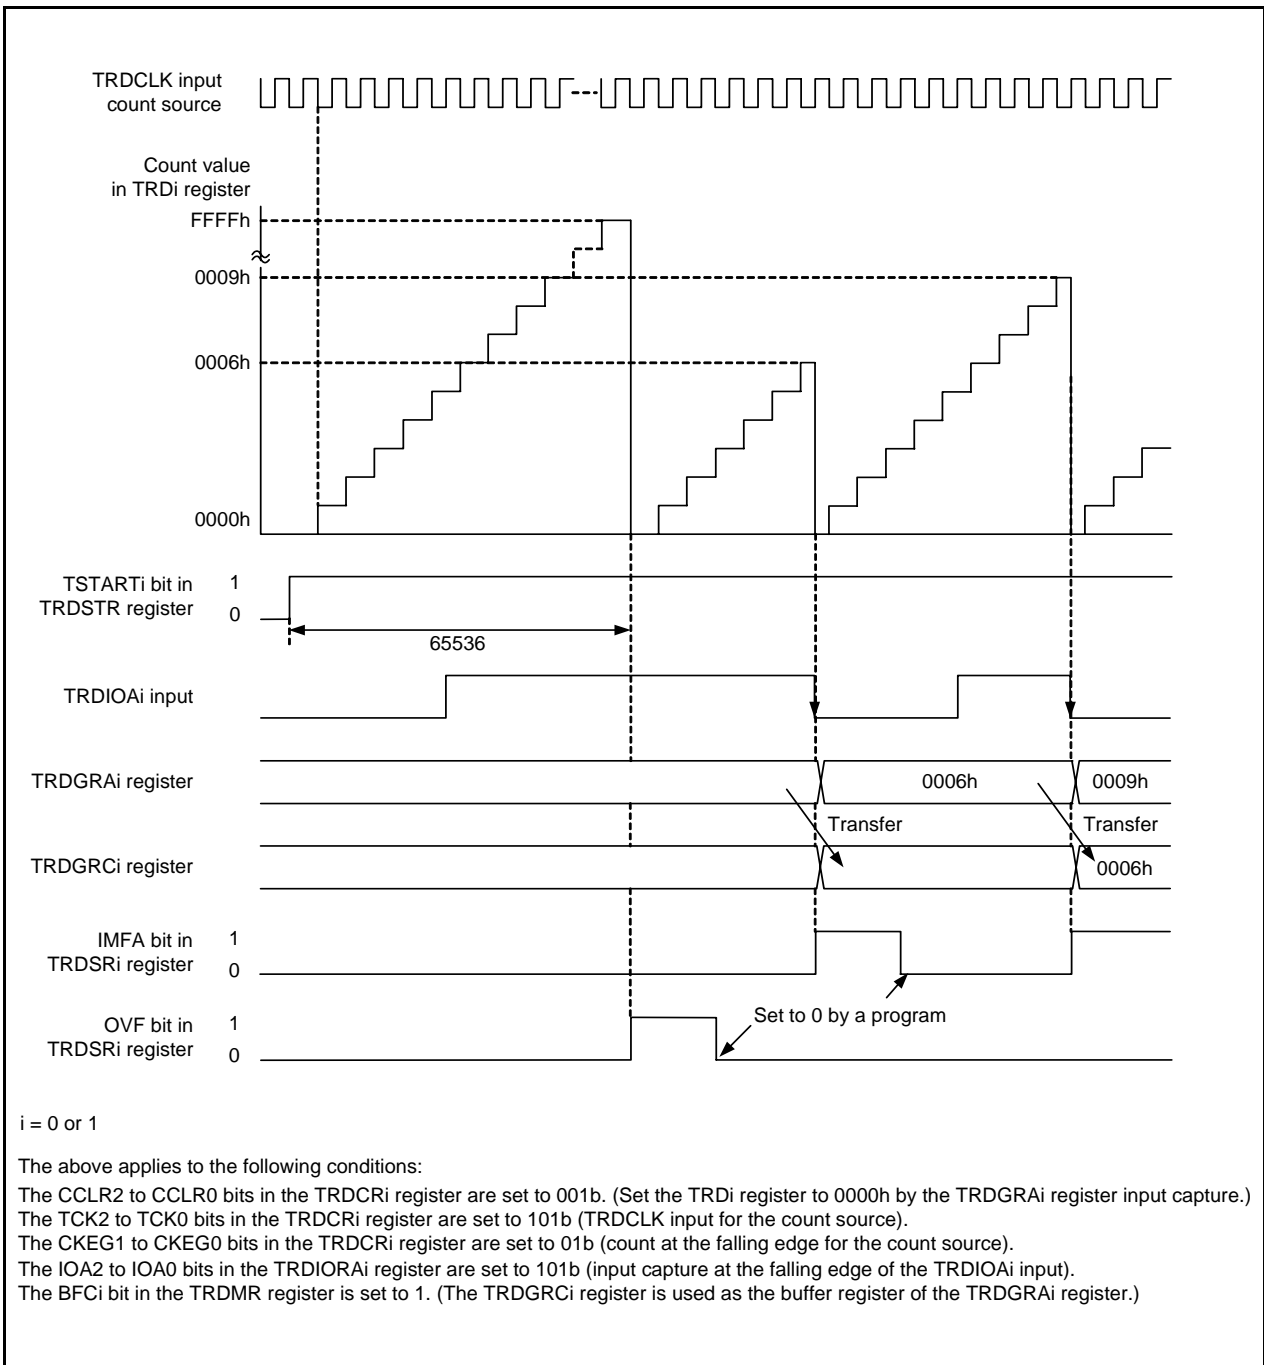 TRDCLK input
count source
Count value
in TRDi register
FFFFh
0009h
0006h
0000h
TSTARTi bit in
TRDSTR register
1
0
65536
TRDIOAi input
TRDGRAi register
0006h
0009h
Transfer
Transfer
TRDGRCi register
0006h
IMFA bit in
TRDSRi register
1
0
Set to 0 by a program
OVF bit in
TRDSRi register
1
0
i = 0 or 1
The above applies to the following conditions:
The CCLR2 to CCLR0 bits in the TRDCRi register are set to 001b. (Set the TRDi register to 0000h by the TRDGRAi register input capture.)
The TCK2 to TCK0 bits in the TRDCRi register are set to 101b (TRDCLK input for the count source).
The CKEG1 to CKEG0 bits in the TRDCRi register are set to 01b (count at the falling edge for the count source).
The IOA2 to IOA0 bits in the TRDIORAi register are set to 101b (input capture at the falling edge of the TRDIOAi input).
The BFCi bit in the TRDMR register is set to 1. (The TRDGRCi register is used as the buffer register of the TRDGRAi register.)